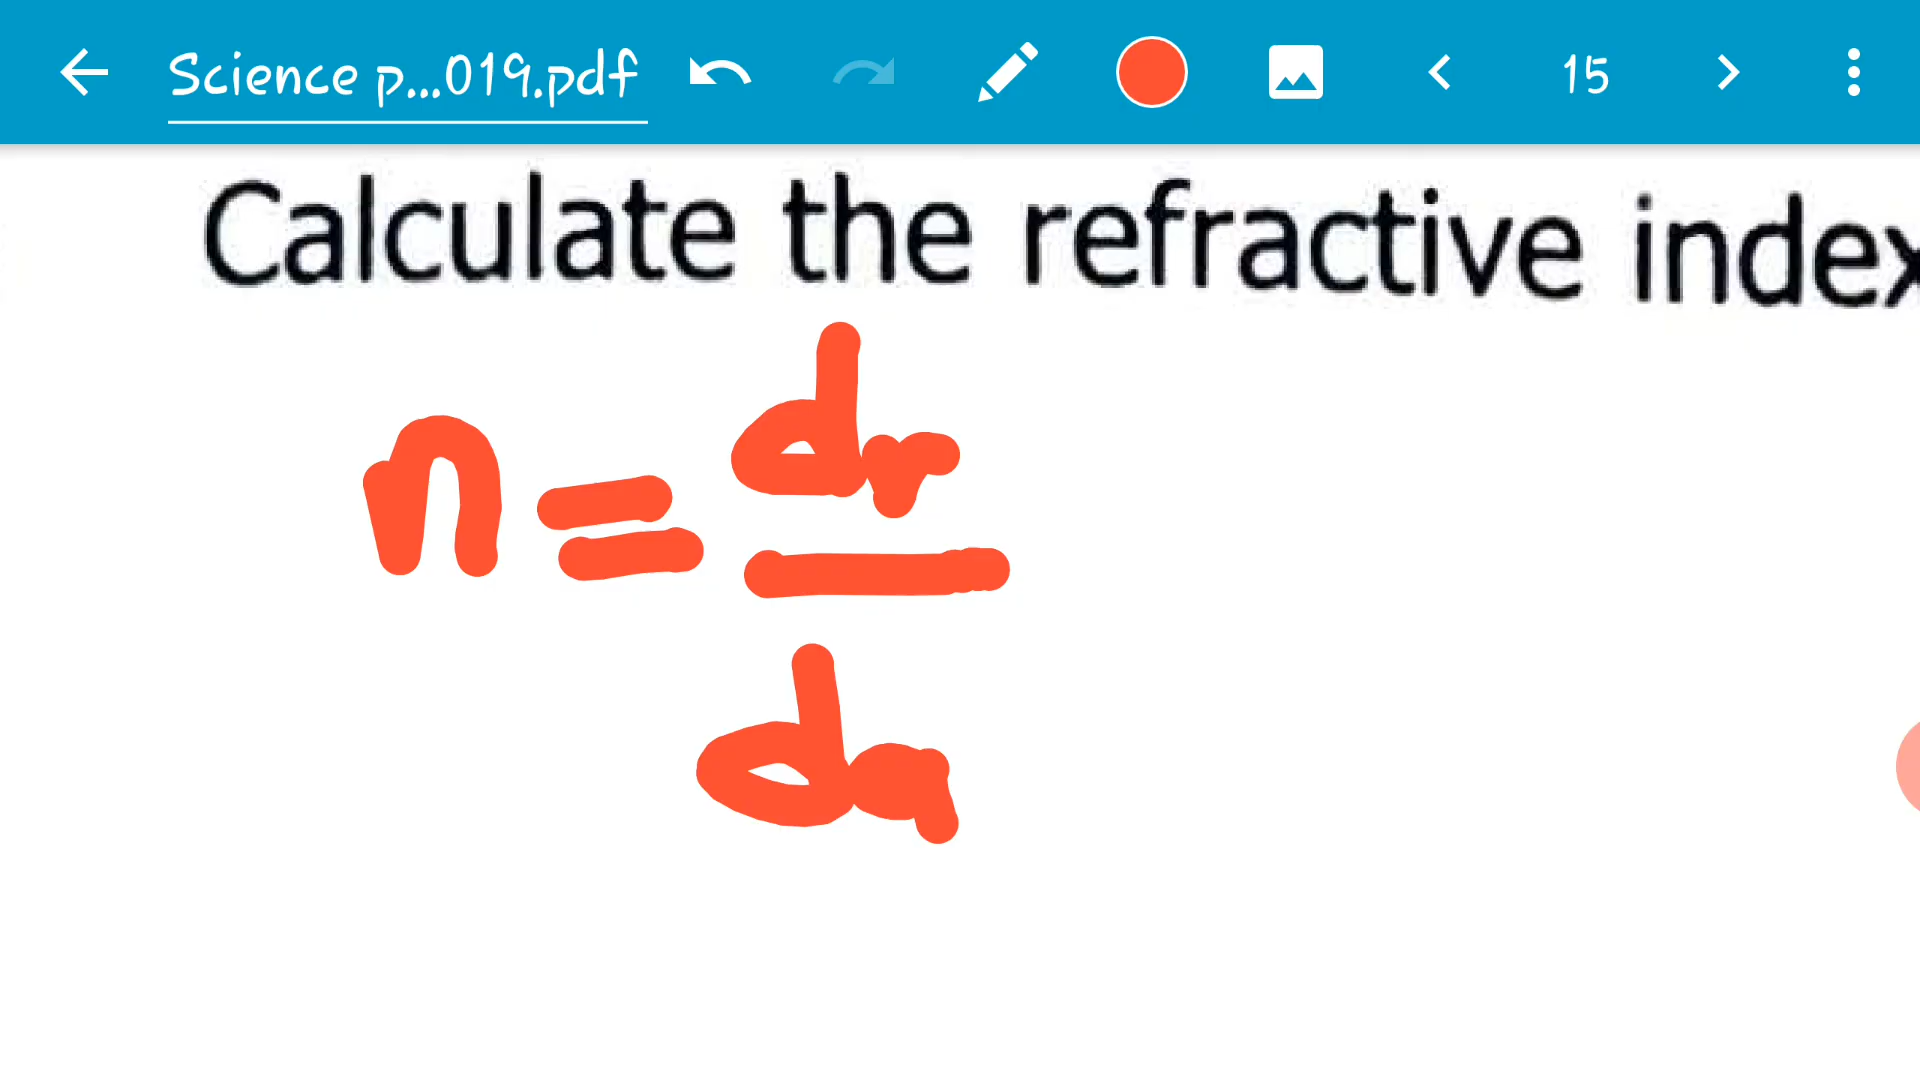 Science p...019.pdf 15
Calculate the refractive index
n = dr
da